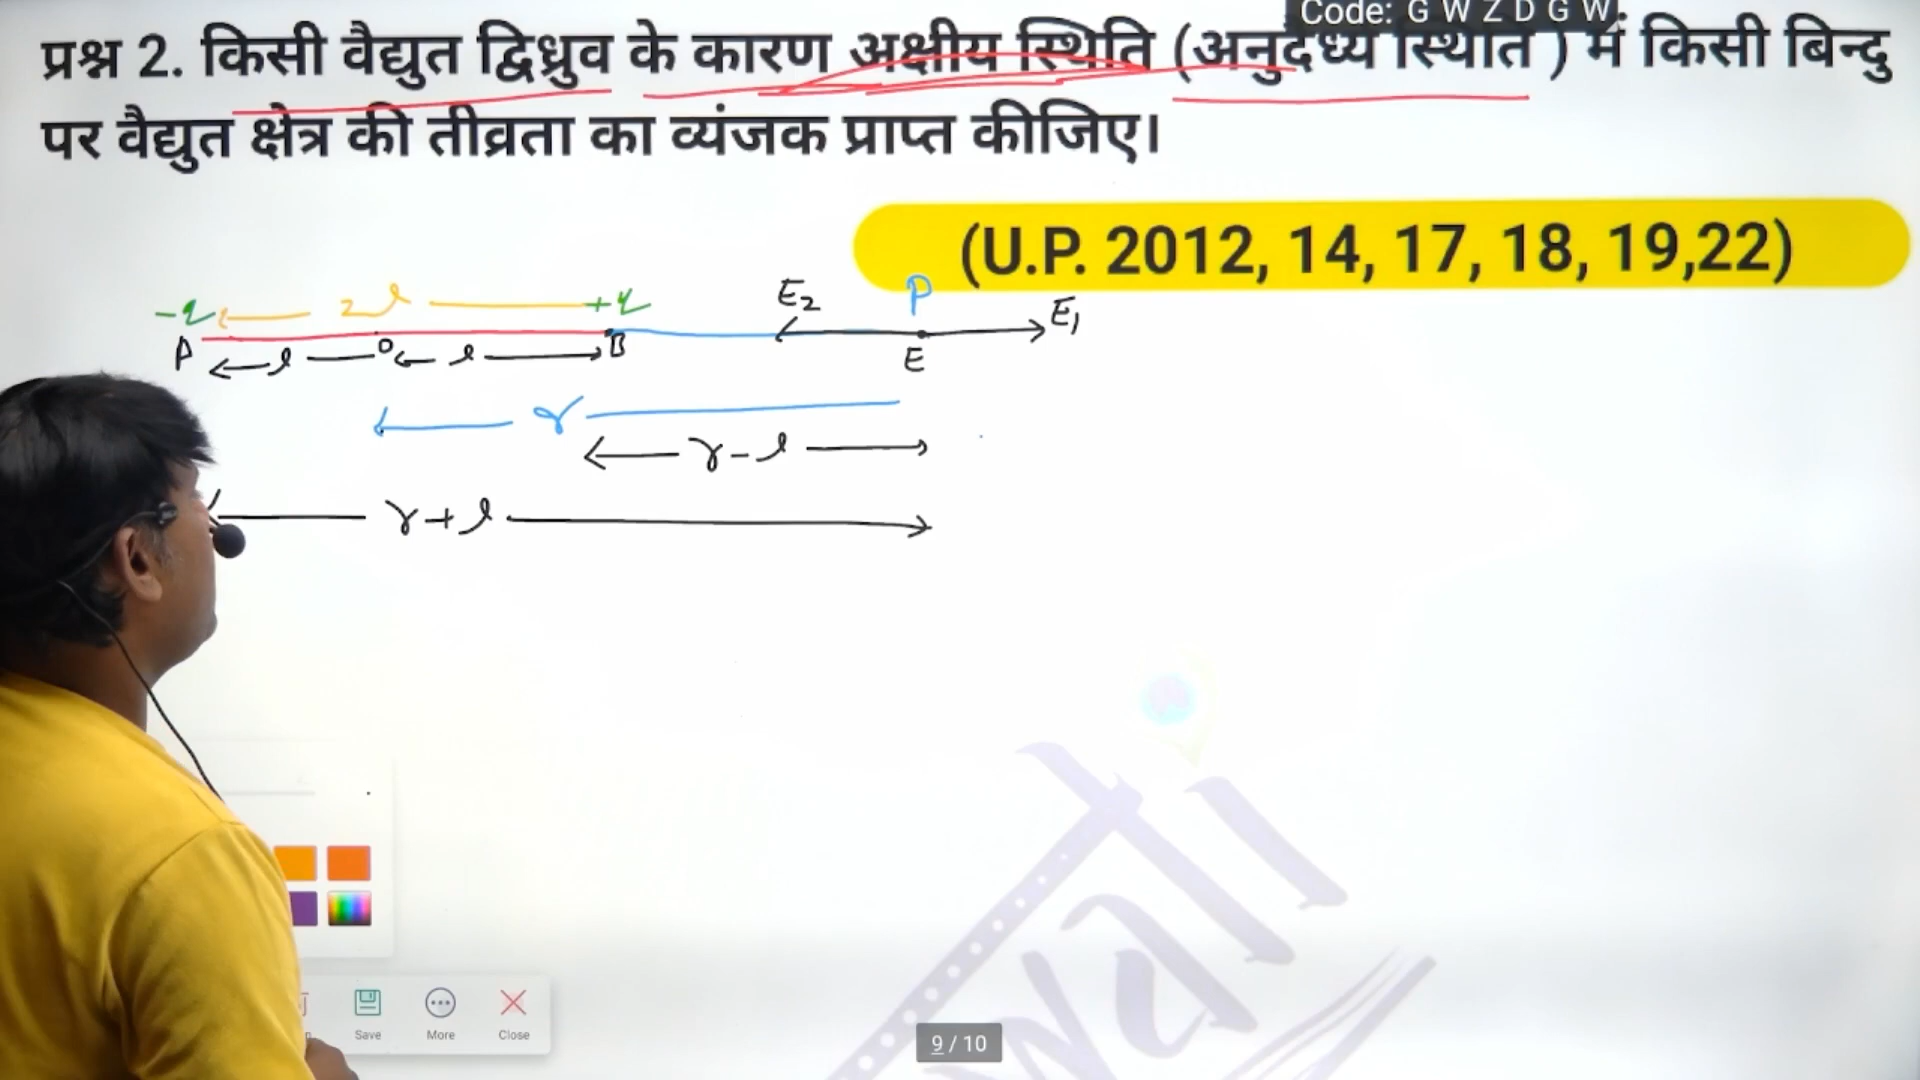 Code: G W Z D G W
प्रश्न 2. किसी वैद्युत द्विध्रुव के कारण अक्षीय स्थिति (अनुदैर्ध्य स्थिति ) में किसी बिन्दु
पर वैद्युत क्षेत्र की तीव्रता का व्यंजक प्राप्त कीजिए।
(U.P. 2012, 14, 17, 18, 19,22)
-q 2l +q E2 P E1
A l O l B E
r
r-l
r+l
Save More Close
9 / 10